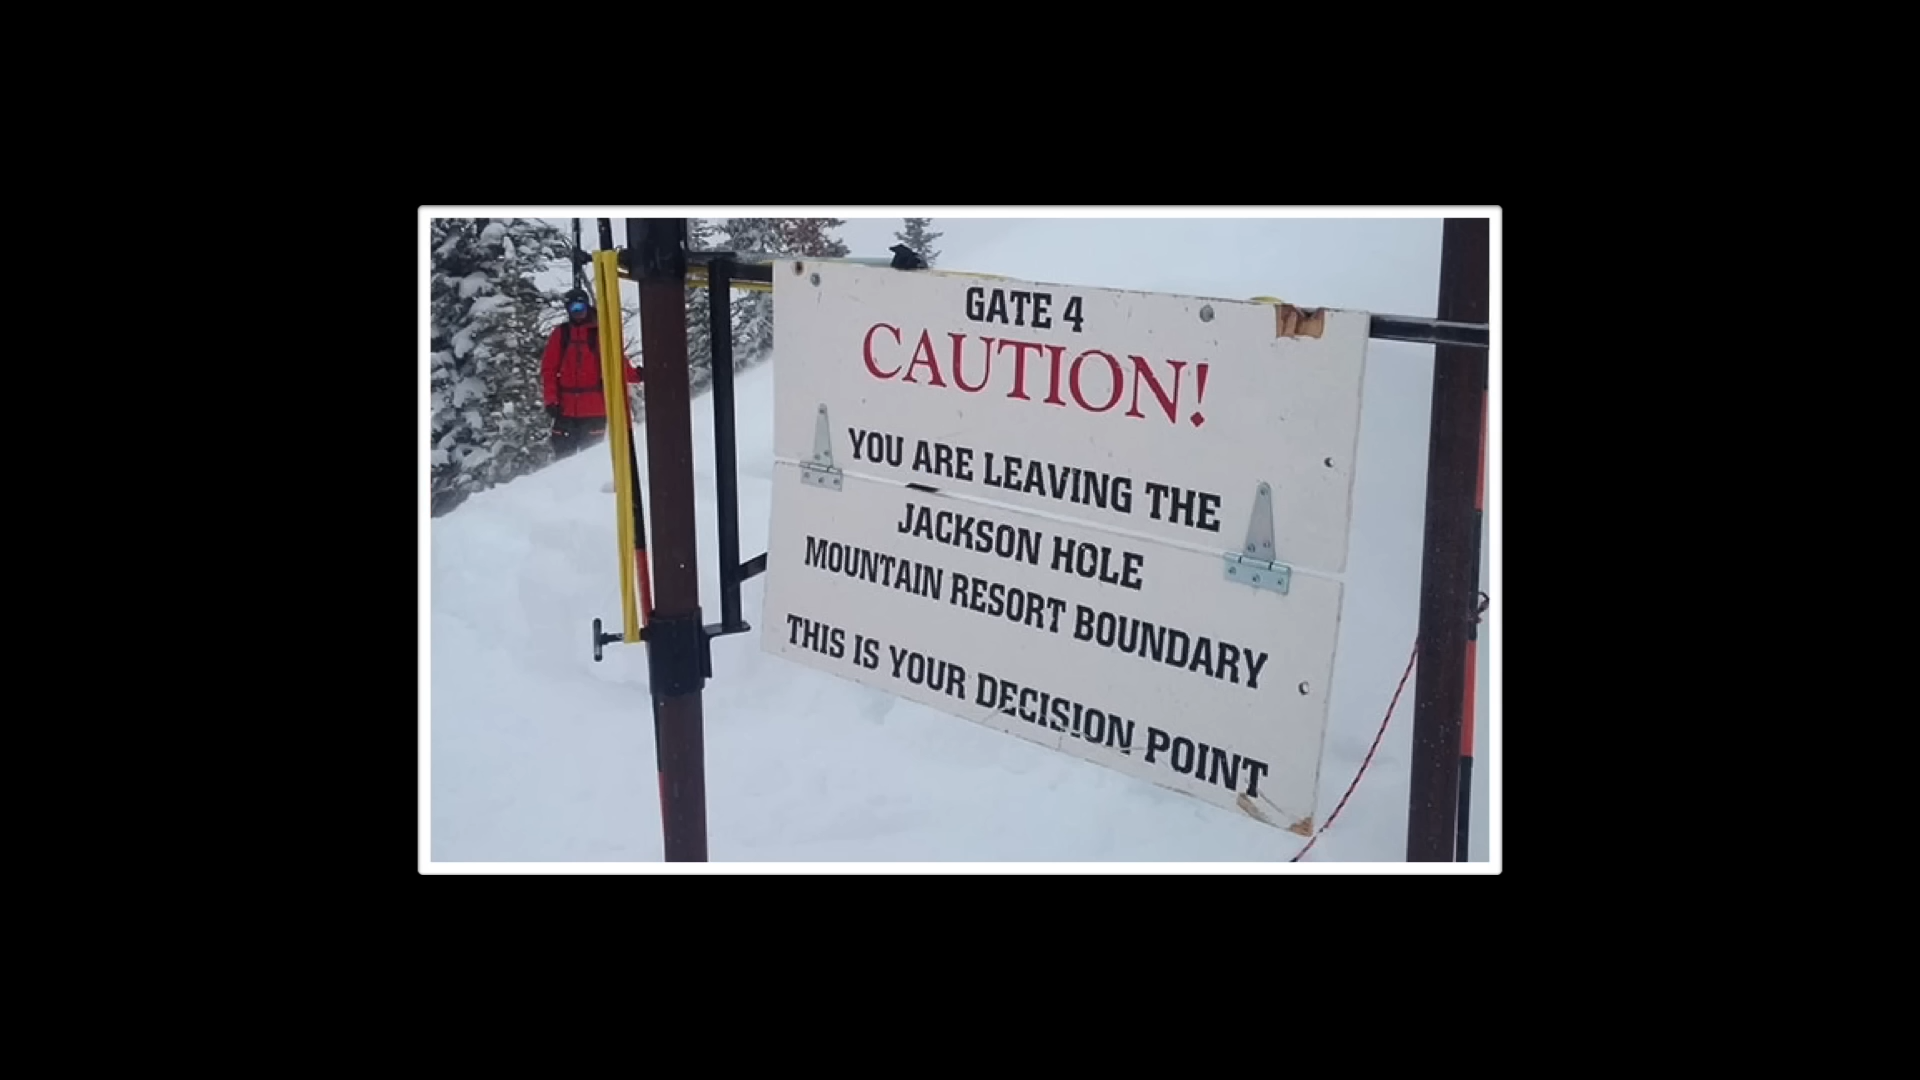 GATE 4
CAUTION!
YOU ARE LEAVING THE
JACKSON HOLE
MOUNTAIN RESORT BOUNDARY
THIS IS YOUR DECISION POINT